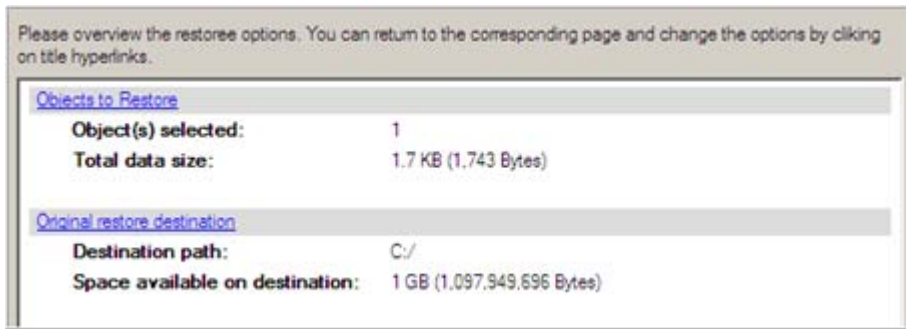 Please overview the restoree options. You can return to the corresponding page and change the options by cliking
on title hyperlinks.
Objects to Restore
Object(s) selected: 1
Total data size: 1.7 KB (1,743 Bytes)
Original restore destination
Destination path: C:/
Space available on destination: 1 GB (1,097,949,696 Bytes)